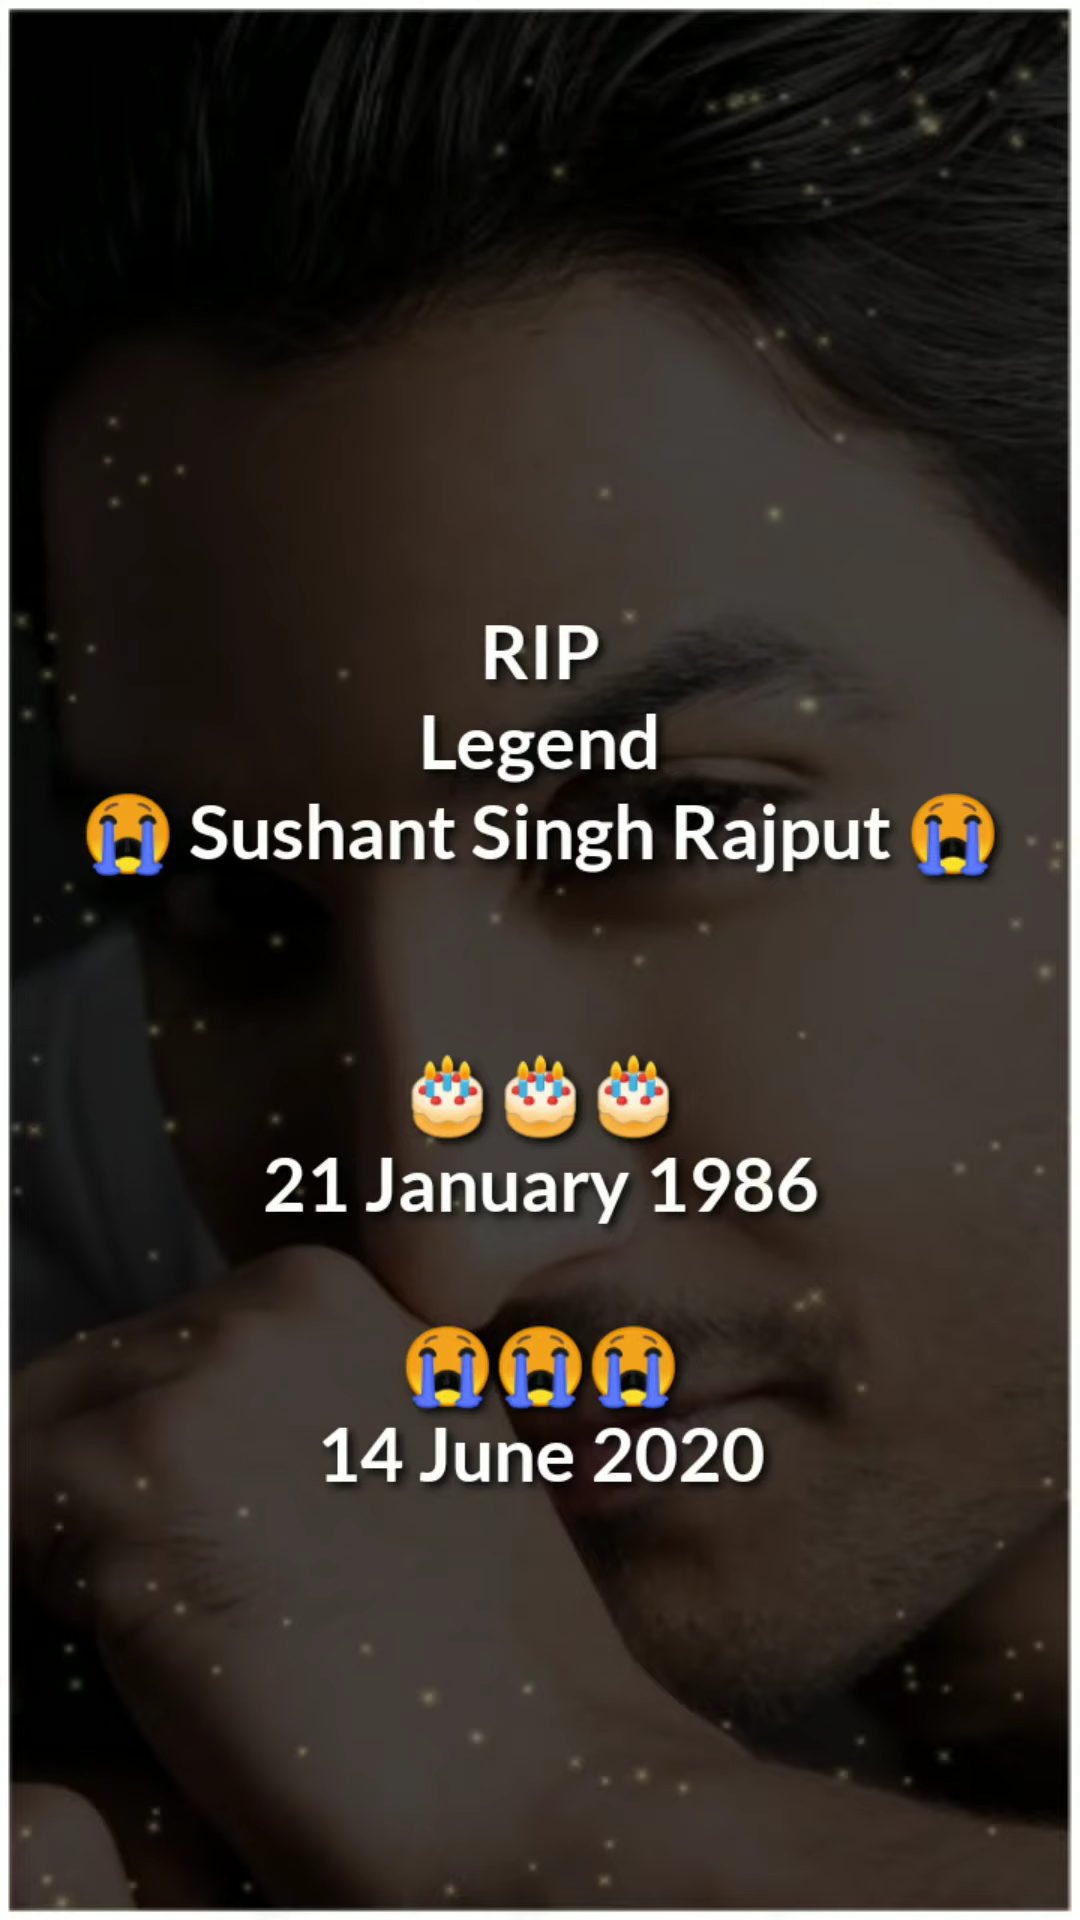 RIP
Legend
😭 Sushant Singh Rajput 😭
🎂 🎂 🎂
21 January 1986
😭😭😭
14 June 2020